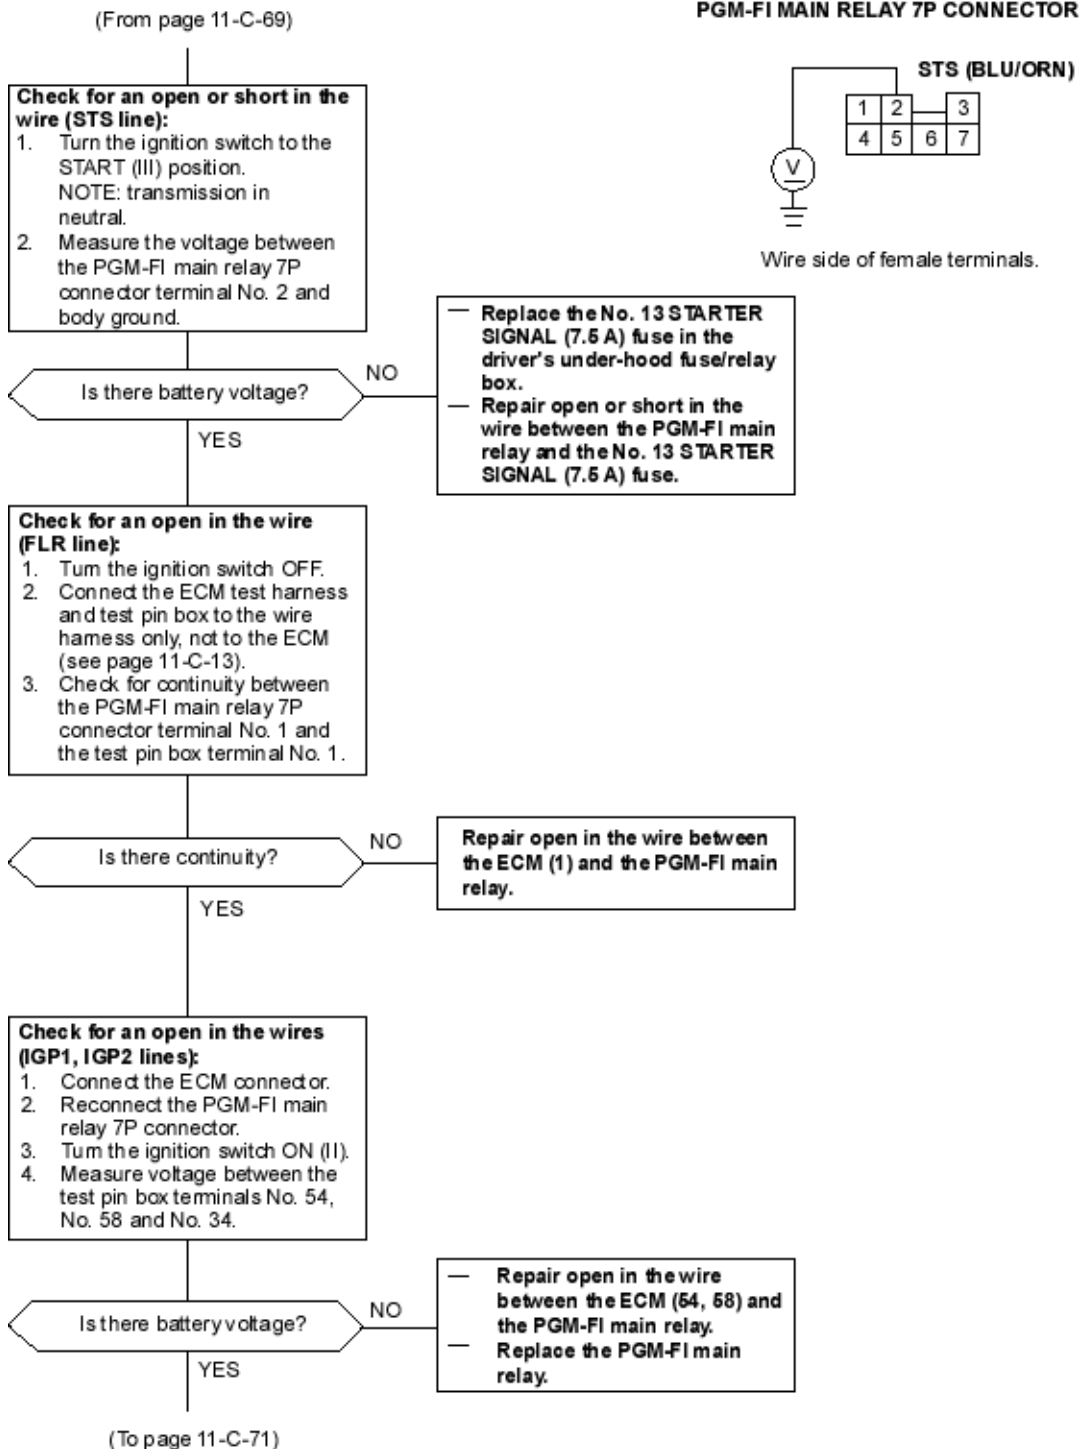 (From page 11-C-69)
PGM-FI MAIN RELAY 7P CONNECTOR
STS (BLU/ORN)
1 2 3
4 5 6 7
V
Wire side of female terminals.
Check for an open or short in the
wire (STS line):
1. Turn the ignition switch to the
START (III) position.
NOTE: transmission in
neutral.
2. Measure the voltage between
the PGM-FI main relay 7P
connector terminal No. 2 and
body ground.
Is there battery voltage?
NO
— Replace the No. 13 STARTER
SIGNAL (7.5 A) fuse in the
driver's under-hood fuse/relay
box.
— Repair open or short in the
wire between the PGM-FI main
relay and the No. 13 STARTER
SIGNAL (7.5 A) fuse.
YES
Check for an open in the wire
(FLR line):
1. Turn the ignition switch OFF.
2. Connect the ECM test harness
and test pin box to the wire
harness only, not to the ECM
(see page 11-C-13).
3. Check for continuity between
the PGM-FI main relay 7P
connector terminal No. 1 and
the test pin box terminal No. 1.
Is there continuity?
NO
Repair open in the wire between
the ECM (1) and the PGM-FI main
relay.
YES
Check for an open in the wires
(IGP1, IGP2 lines):
1. Connect the ECM connector.
2. Reconnect the PGM-FI main
relay 7P connector.
3. Turn the ignition switch ON (II).
4. Measure voltage between the
test pin box terminals No. 54,
No. 58 and No. 34.
Is there battery voltage?
NO
— Repair open in the wire
between the ECM (54, 58) and
the PGM-FI main relay.
— Replace the PGM-FI main
relay.
YES
(To page 11-C-71)